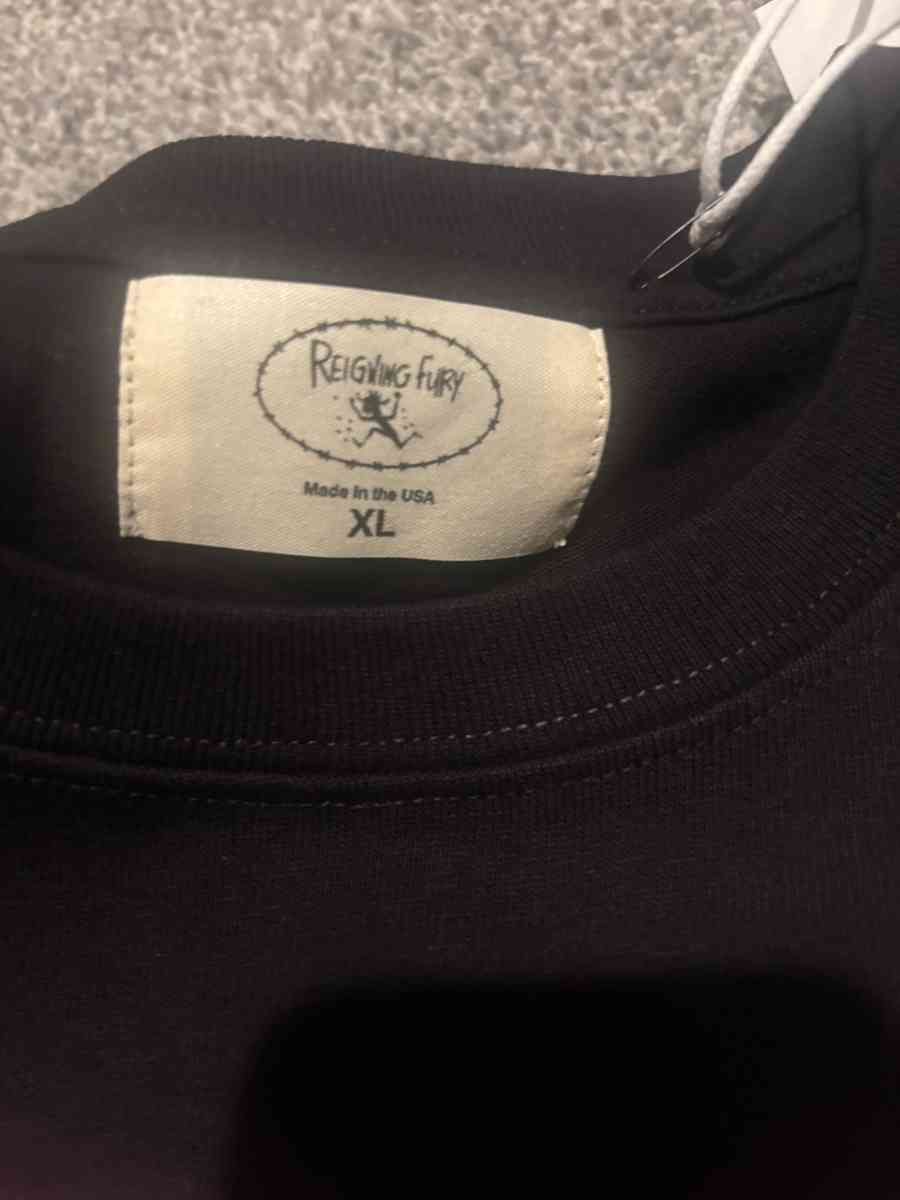 REIGNING FURY
Made in the USA
XL